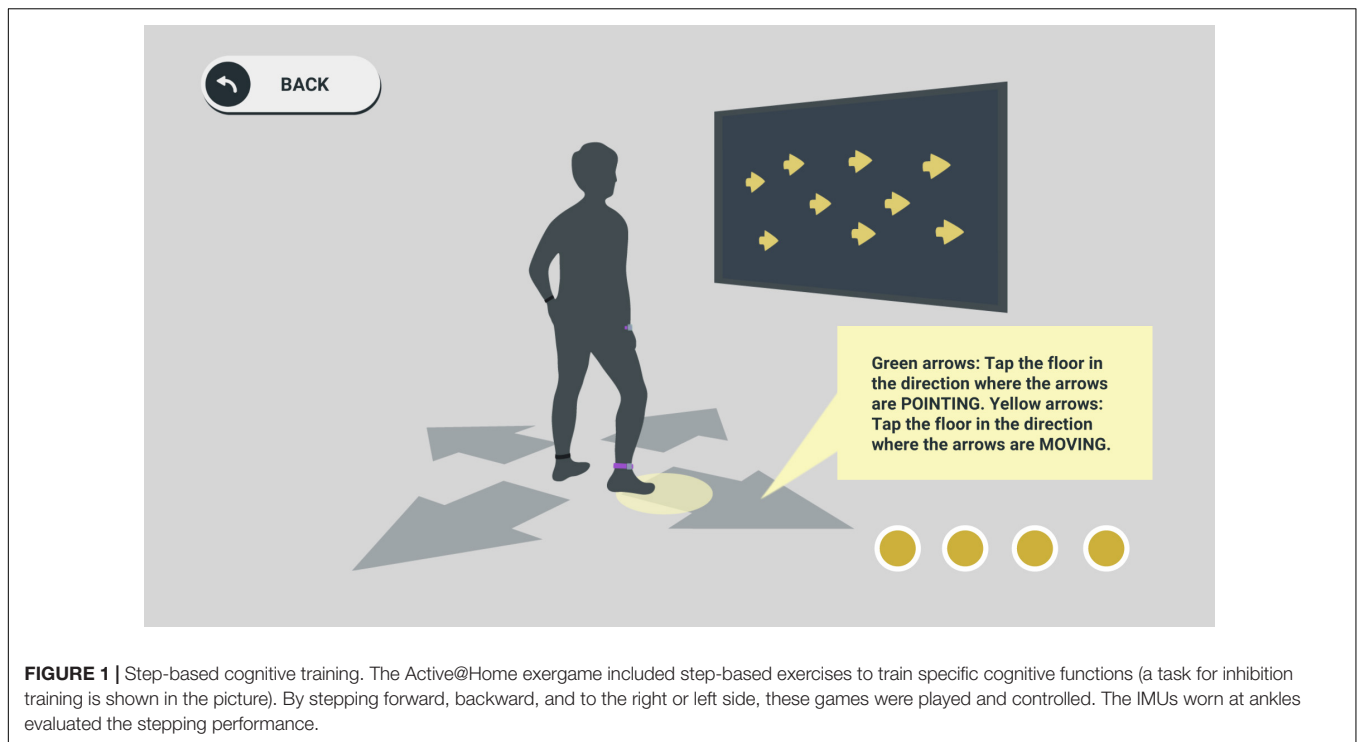 BACK
Green arrows: Tap the floor in
the direction where the arrows
are POINTING. Yellow arrows:
Tap the floor in the direction
where the arrows are MOVING.
FIGURE 1 | Step-based cognitive training. The Active@Home exergame included step-based exercises to train specific cognitive functions (a task for inhibition
training is shown in the picture). By stepping forward, backward, and to the right or left side, these games were played and controlled. The IMUs worn at ankles
evaluated the stepping performance.